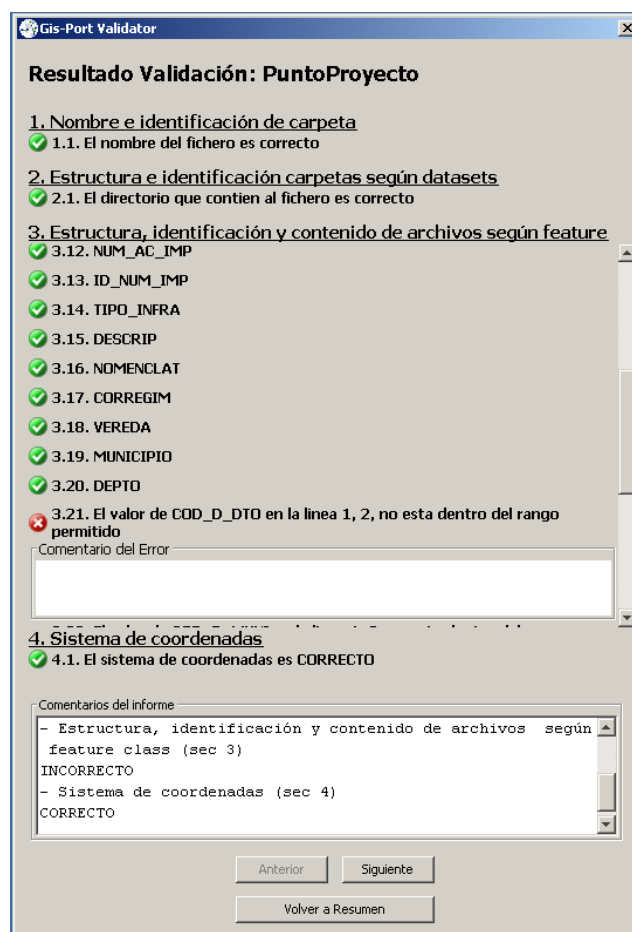 Gis-Port Validator
Resultado Validación: PuntoProyecto
1. Nombre e identificación de carpeta
1.1. El nombre del fichero es correcto
2. Estructura e identificación carpetas según datasets
2.1. El directorio que contien al fichero es correcto
3. Estructura, identificación y contenido de archivos según feature
3.12. NUM_AC_IMP
3.13. ID_NUM_IMP
3.14. TIPO_INFRA
3.15. DESCRIP
3.16. NOMENCLAT
3.17. CORREGIM
3.18. VEREDA
3.19. MUNICIPIO
3.20. DEPTO
3.21. El valor de COD_D_DTO en la linea 1, 2, no esta dentro del rango
permitido
Comentario del Error
4. Sistema de coordenadas
4.1. El sistema de coordenadas es CORRECTO
Comentarios del informe
- Estructura, identificación y contenido de archivos  según
feature class (sec 3)
INCORRECTO
- Sistema de coordenadas (sec 4)
CORRECTO
Anterior
Siguiente
Volver a Resumen